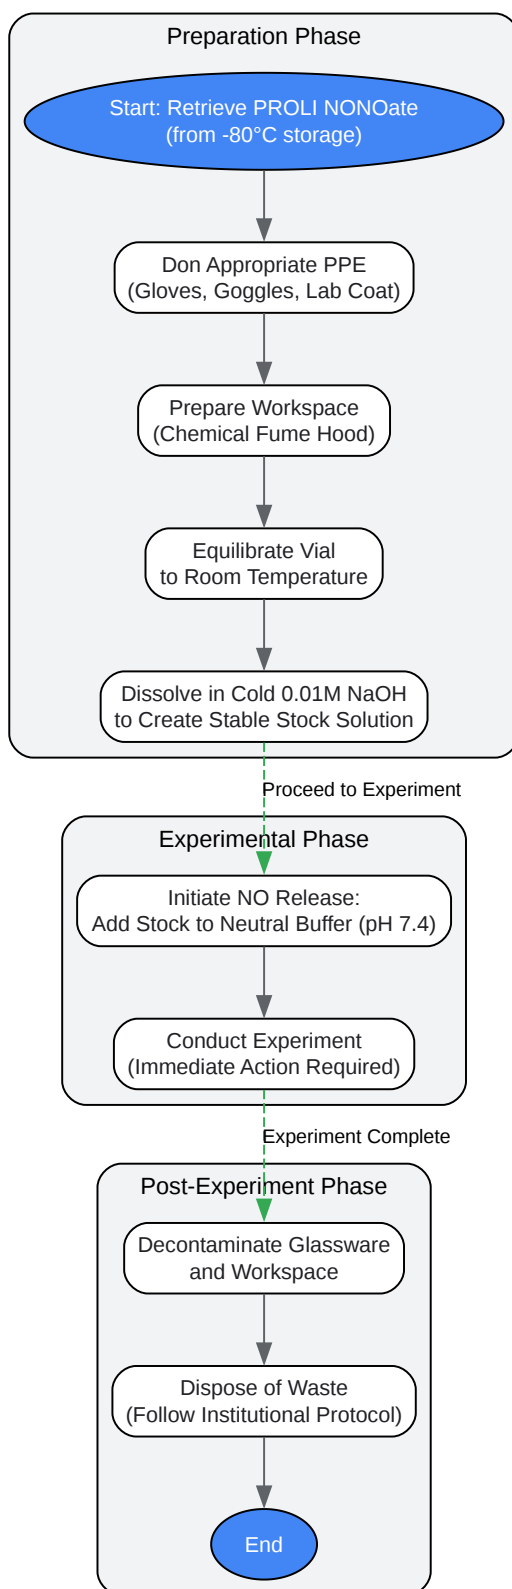 Preparation Phase
Start: Retrieve PROLI NONOate
(from -80°C storage)
Don Appropriate PPE
(Gloves, Goggles, Lab Coat)
Prepare Workspace
(Chemical Fume Hood)
Equilibrate Vial
to Room Temperature
Dissolve in Cold 0.01M NaOH
to Create Stable Stock Solution
Proceed to Experiment
Experimental Phase
Initiate NO Release:
Add Stock to Neutral Buffer (pH 7.4)
Conduct Experiment
(Immediate Action Required)
Experiment Complete
Post-Experiment Phase
Decontaminate Glassware
and Workspace
Dispose of Waste
(Follow Institutional Protocol)
End